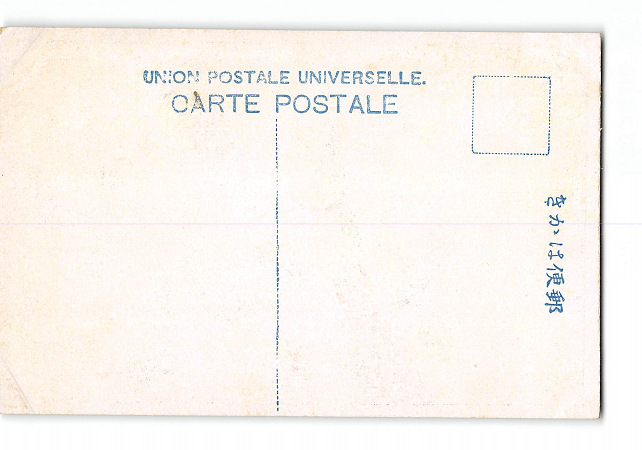 UNION POSTALE UNIVERSELLE.
CARTE POSTALE
きかは便郵